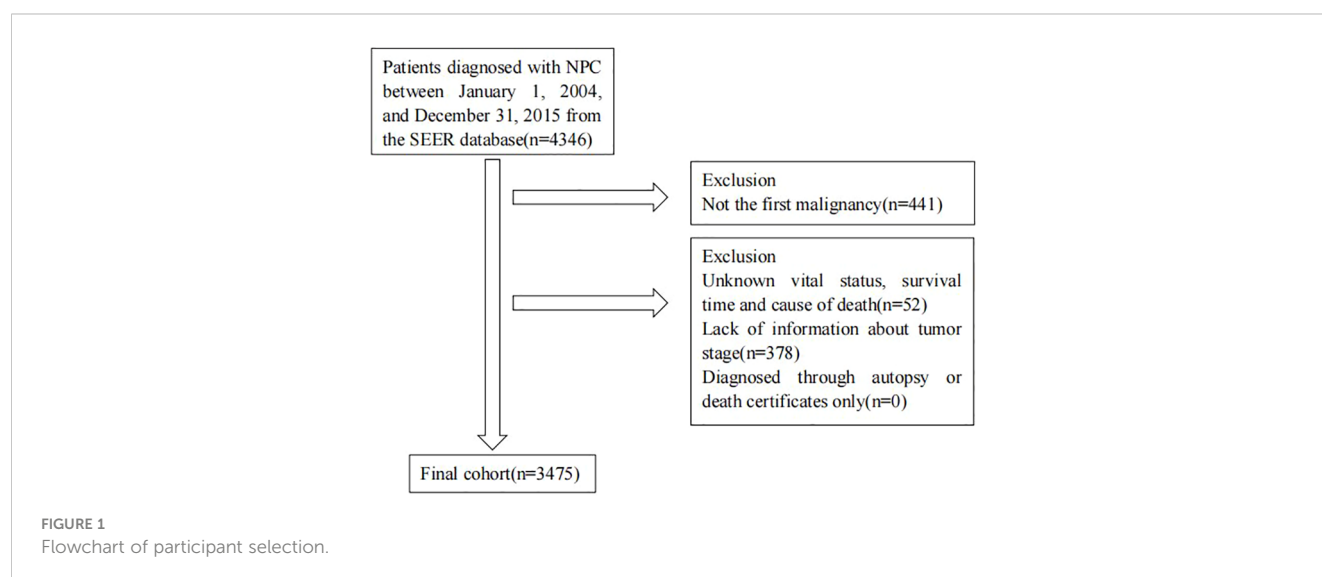 Patients diagnosed with NPC
between January 1, 2004,
and December 31, 2015 from
the SEER database(n=4346)
Exclusion
Not the first malignancy(n=441)
Exclusion
Unknown vital status, survival
time and cause of death(n=52)
Lack of information about tumor
stage(n=378)
Diagnosed through autopsy or
death certificates only(n=0)
Final cohort(n=3475)
FIGURE 1
Flowchart of participant selection.